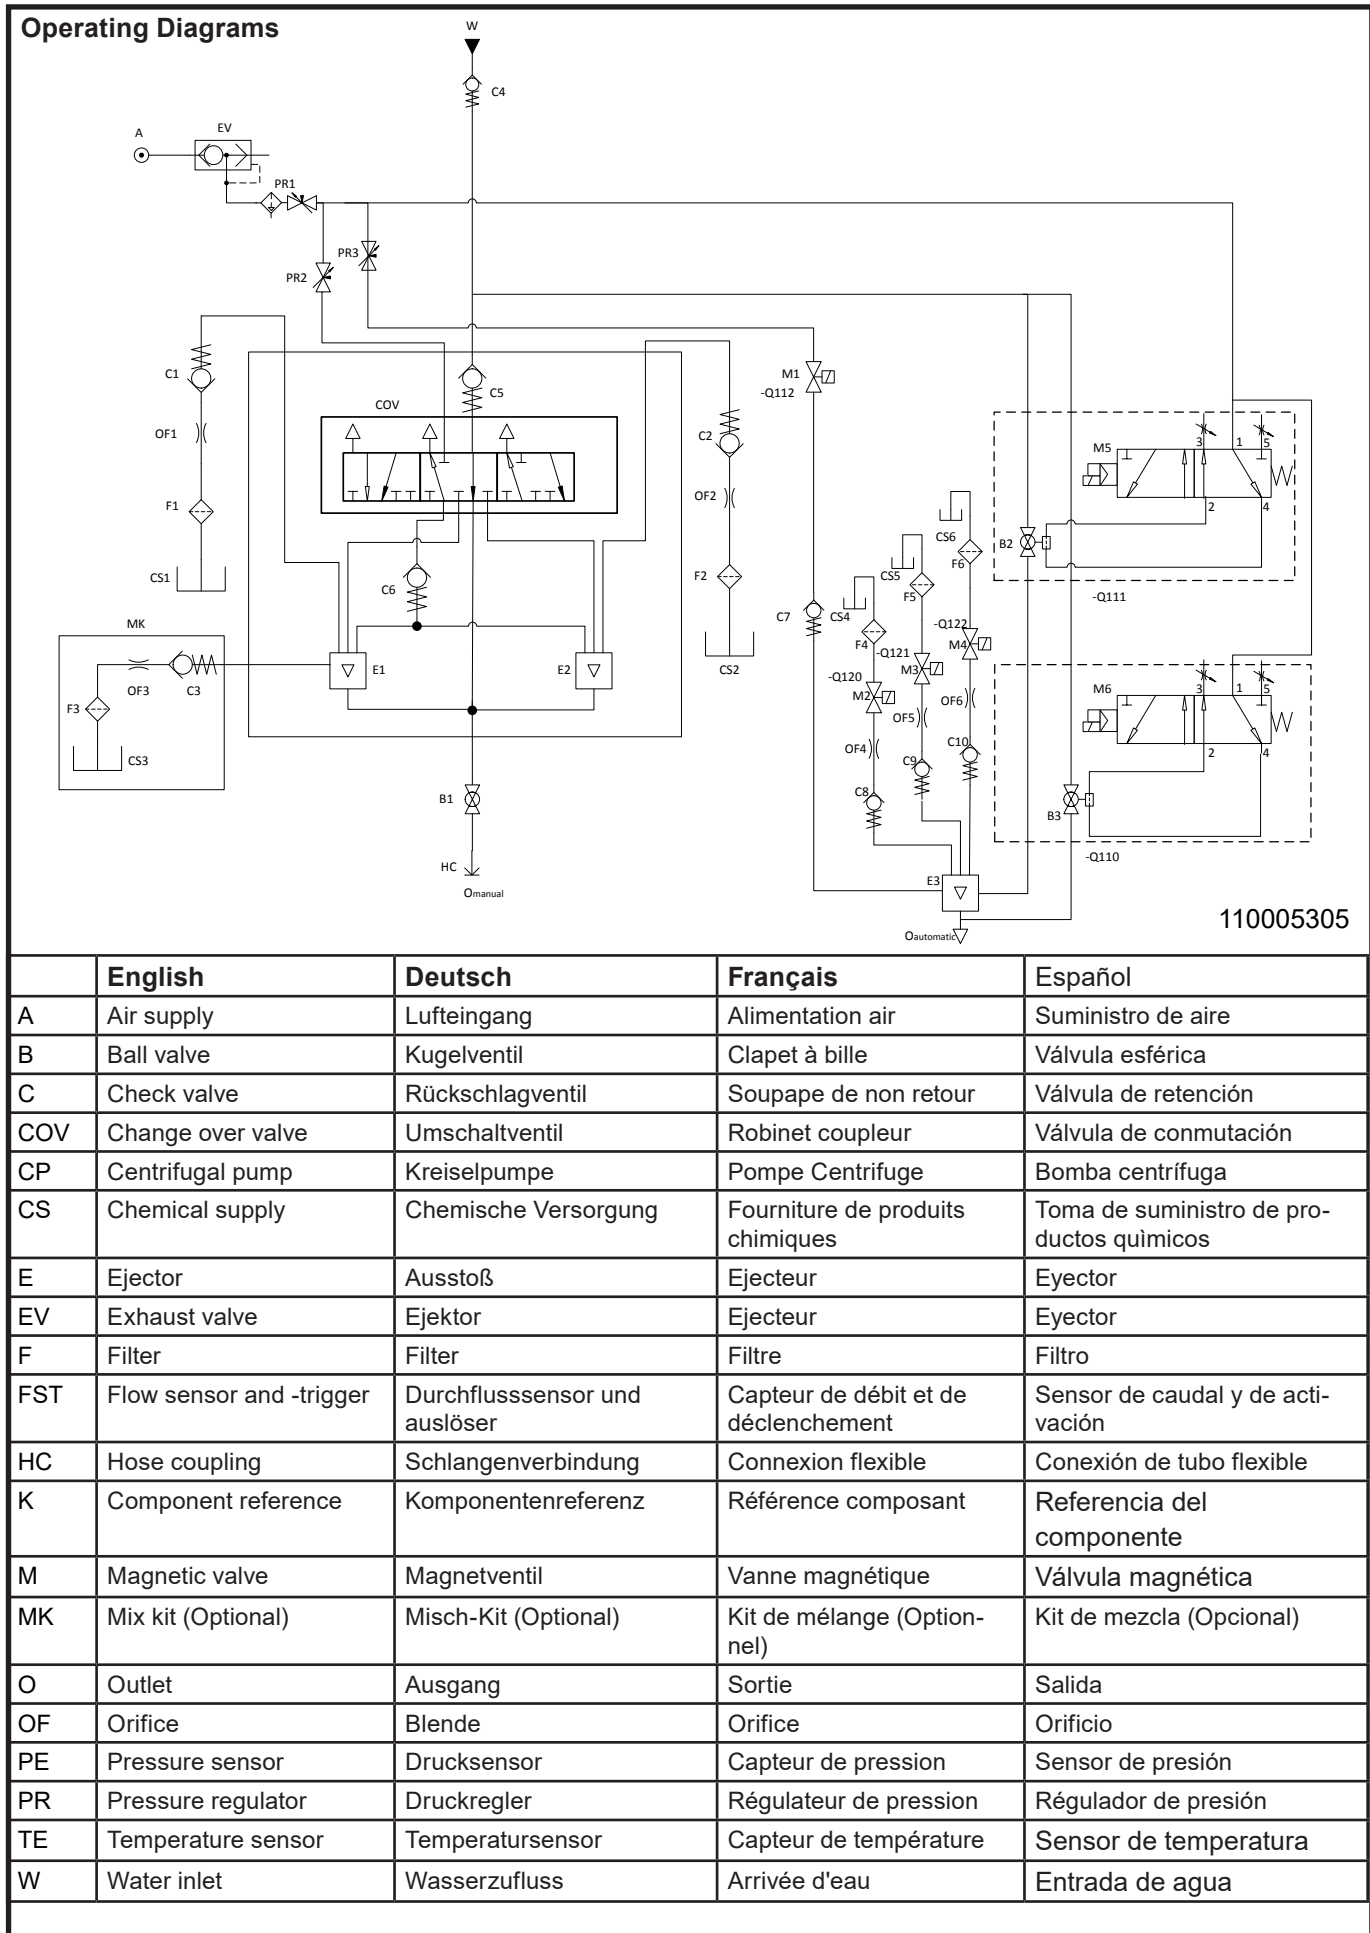 Operating Diagrams
W
C4
A
EV
PR1
PR3
PR2
C1
C5
M1
-Q112
COV
OF1
C2
M5
3
1
5
OF2
F1
2
4
CS6
B2
F6
CS5
CS1
C6
F2
F5
-Q111
MK
C7
CS4
-Q122
F4
M4
-Q121
E1
E2
CS2
M3
OF3
C3
-Q120
M2
M6
3
1
5
F3
OF6
OF5
CS3
OF4
C10
2
4
C9
B1
C8
B3
-Q110
HC
Omanual
E3
Oautomatic
110005305
English Deutsch Français Español
A Air supply Lufteingang Alimentation air Suministro de aire
B Ball valve Kugelventil Clapet à bille Válvula esférica
C Check valve Rückschlagventil Soupape de non retour Válvula de retención
COV Change over valve Umschaltventil Robinet coupleur Válvula de conmutación
CP Centrifugal pump Kreiselpumpe Pompe Centrifuge Bomba centrífuga
CS Chemical supply Chemische Versorgung Fourniture de produits Toma de suministro de pro-
chimiques ductos quìmicos
E Ejector Ausstoß Ejecteur Eyector
EV Exhaust valve Ejektor Ejecteur Eyector
F Filter Filter Filtre Filtro
FST Flow sensor and -trigger Durchflusssensor und Capteur de débit et de Sensor de caudal y de acti-
auslöser déclenchement vación
HC Hose coupling Schlangenverbindung Connexion flexible Conexión de tubo flexible
K Component reference Komponentenreferenz Référence composant Referencia del
componente
M Magnetic valve Magnetventil Vanne magnétique Válvula magnética
MK Mix kit (Optional) Misch-Kit (Optional) Kit de mélange (Option- Kit de mezcla (Opcional)
nel)
O Outlet Ausgang Sortie Salida
OF Orifice Blende Orifice Orificio
PE Pressure sensor Drucksensor Capteur de pression Sensor de presión
PR Pressure regulator Druckregler Régulateur de pression Régulador de presión
TE Temperature sensor Temperatursensor Capteur de température Sensor de temperatura
W Water inlet Wasserzufluss Arrivée d'eau Entrada de agua